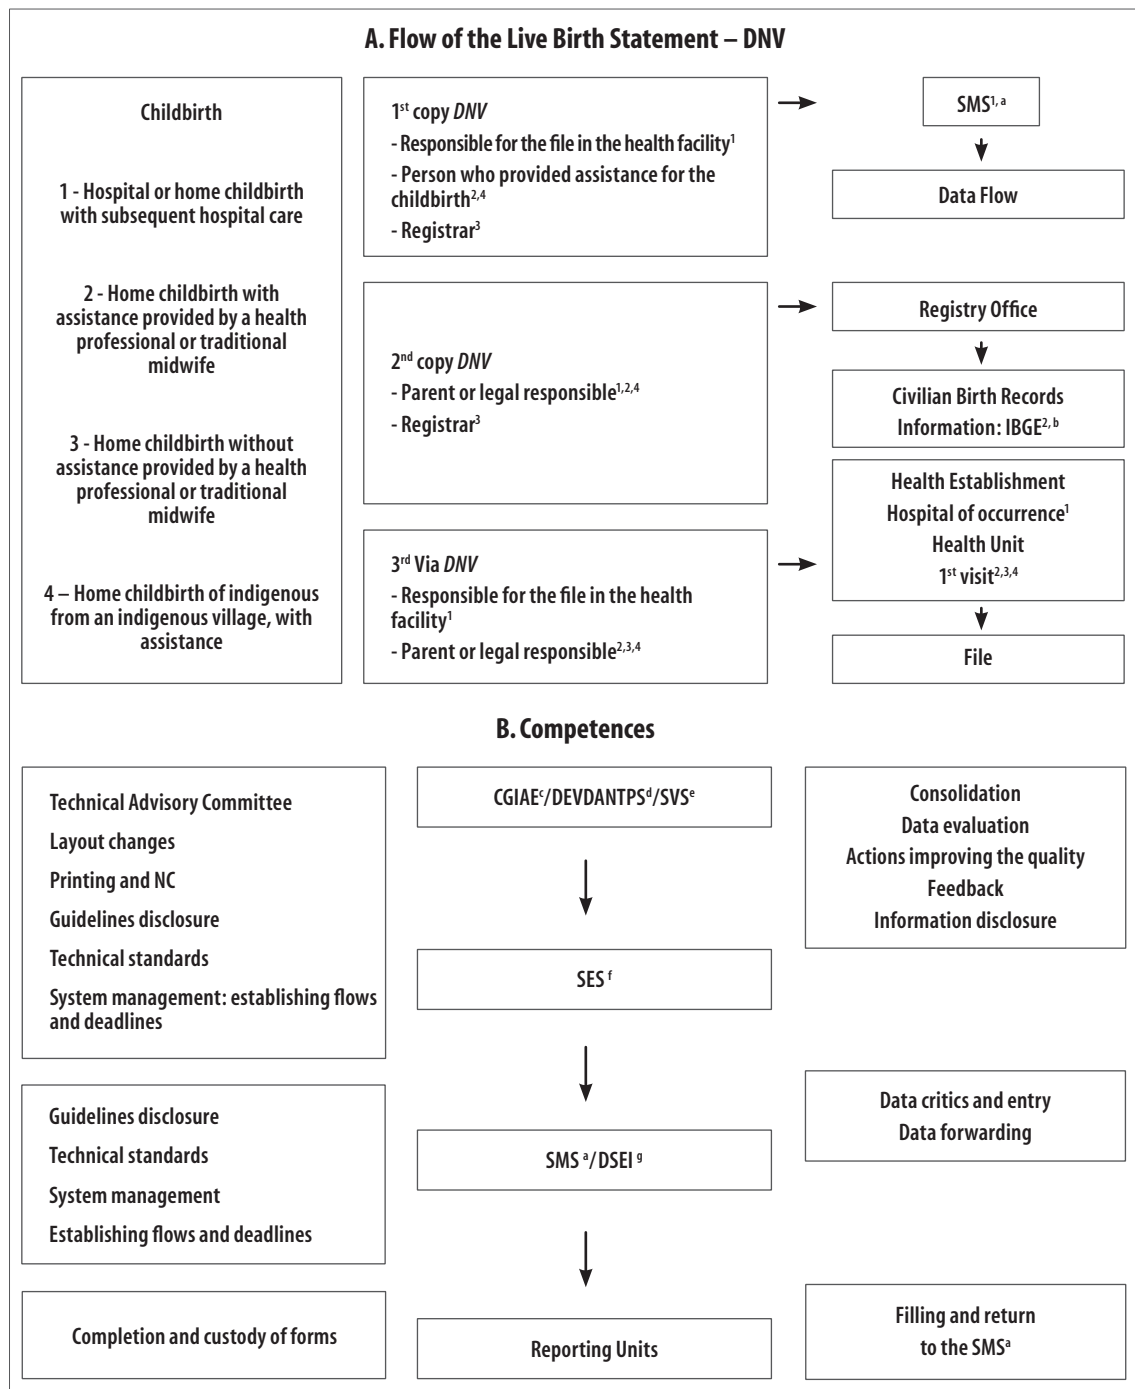 A. Flow of the Live Birth Statement – DNV
Childbirth
1 - Hospital or home childbirth
with subsequent hospital care
2 - Home childbirth with
assistance provided by a health
professional or traditional
midwife
3 - Home childbirth without
assistance provided by a health
professional or traditional
midwife
4 – Home childbirth of indigenous
from an indigenous village, with
assistance
1st copy DNV
- Responsible for the file in the health facility1
- Person who provided assistance for the
childbirth2,4
- Registrar3
SMS1, a
Data Flow
2nd copy DNV
- Parent or legal responsible1,2,4
- Registrar3
Registry Office
Civilian Birth Records
Information: IBGE2, b
3rd Via DNV
- Responsible for the file in the health
facility1
- Parent or legal responsible2,3,4
Health Establishment
Hospital of occurrence1
Health Unit
1st visit2,3,4
File
B. Competences
Technical Advisory Committee
Layout changes
Printing and NC
Guidelines disclosure
Technical standards
System management: establishing flows
and deadlines
CGIAEc/DEVDANTPSd/SVSe
Consolidation
Data evaluation
Actions improving the quality
Feedback
Information disclosure
SES f
Guidelines disclosure
Technical standards
System management
Establishing flows and deadlines
SMS a/DSEI g
Data critics and entry
Data forwarding
Completion and custody of forms
Reporting Units
Filling and return
to the SMSa